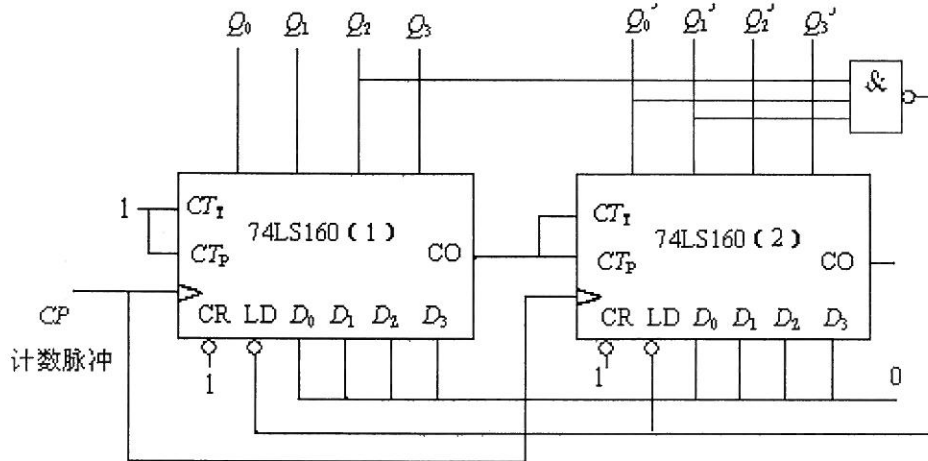 Q0 Q1 Q2 Q3 Q0' Q1' Q2' Q3'
&
1 CTT 74LS160(1) CTP CO
CTT 74LS160(2) CTP CO
CR LD D0 D1 D2 D3
CR LD D0 D1 D2 D3
CP
计数脉冲
1
1
0